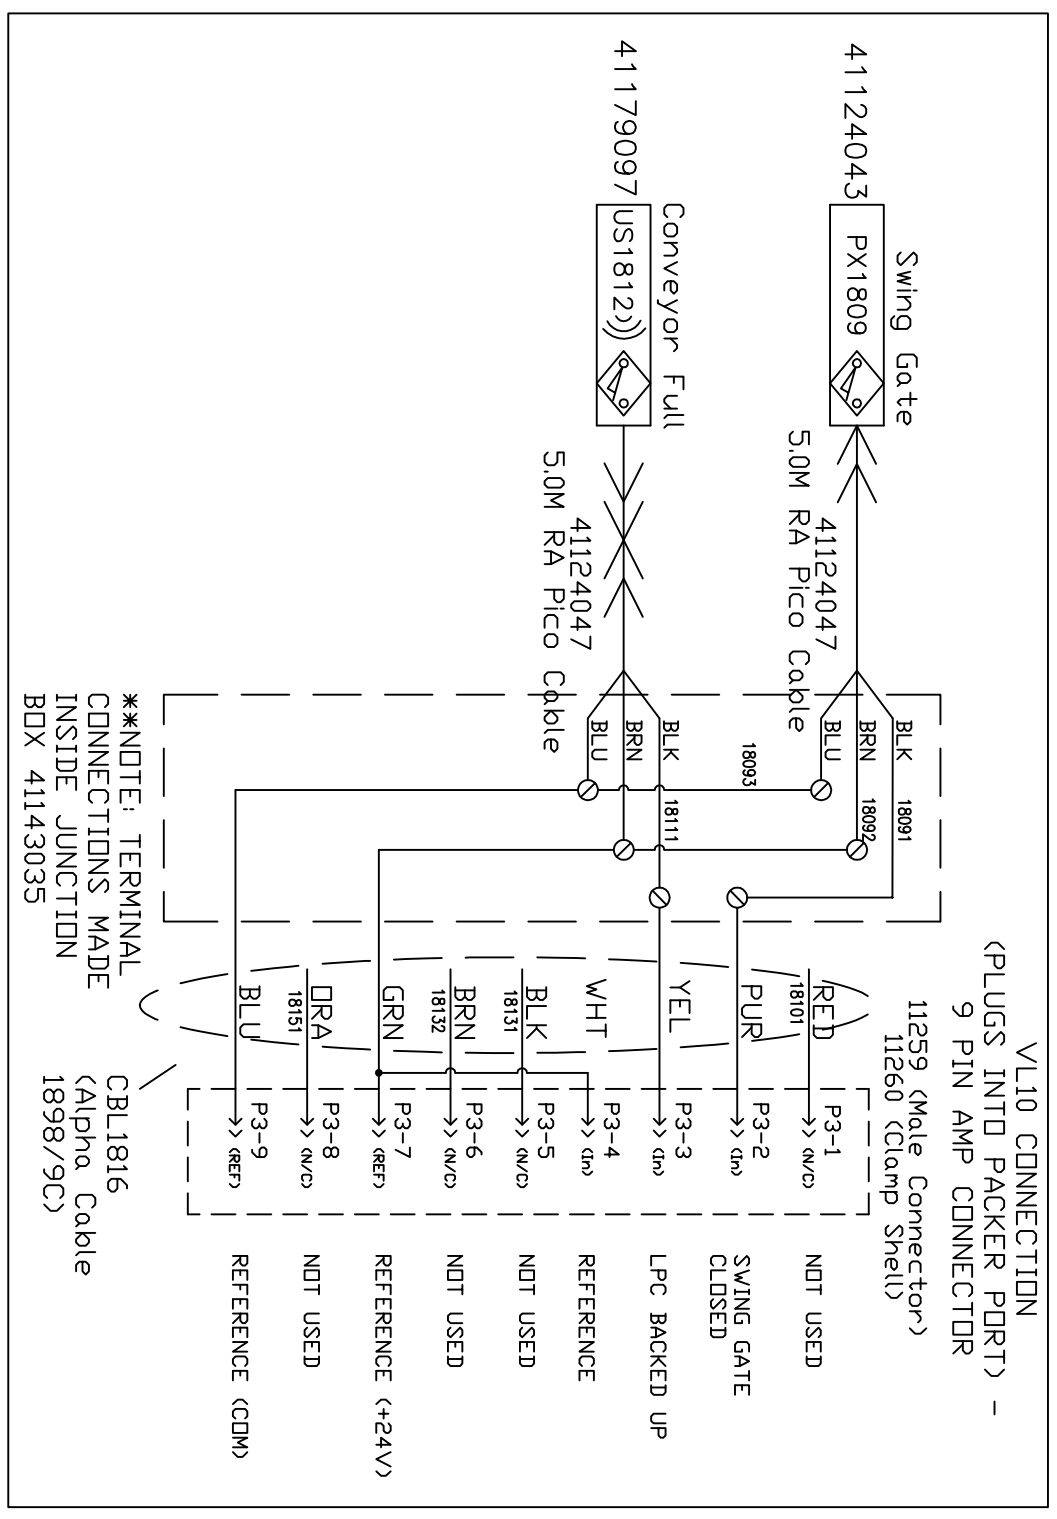 VL10 CONNECTION
(PLUGS INTO PACKER PORT) -
9 PIN AMP CONNECTOR
11259 (Male Connector)
11260 (Clamp Shell)
Swing Gate
41124043
PX1809
41124047
5.0M RA Pico Cable
BLK
BRN
BLU
18091
18092
18093
Conveyor Full
41179097
US1812
41124047
5.0M RA Pico Cable
BLK
BRN
BLU
18111
RED
18101
P3-1
(N/C)
NOT USED
PUR
P3-2
(In)
SWING GATE
CLOSED
YEL
P3-3
(In)
LPC BACKED UP
WHT
P3-4
(In)
REFERENCE
BLK
18131
P3-5
(N/C)
NOT USED
BRN
18132
P3-6
(N/C)
NOT USED
GRN
P3-7
(REF)
REFERENCE (+24V)
ORA
18151
P3-8
(N/C)
NOT USED
BLU
P3-9
(REF)
REFERENCE (COM)
**NOTE: TERMINAL
CONNECTIONS MADE
INSIDE JUNCTION
BOX 41143035
CBL1816
(Alpha Cable
1898/9C)